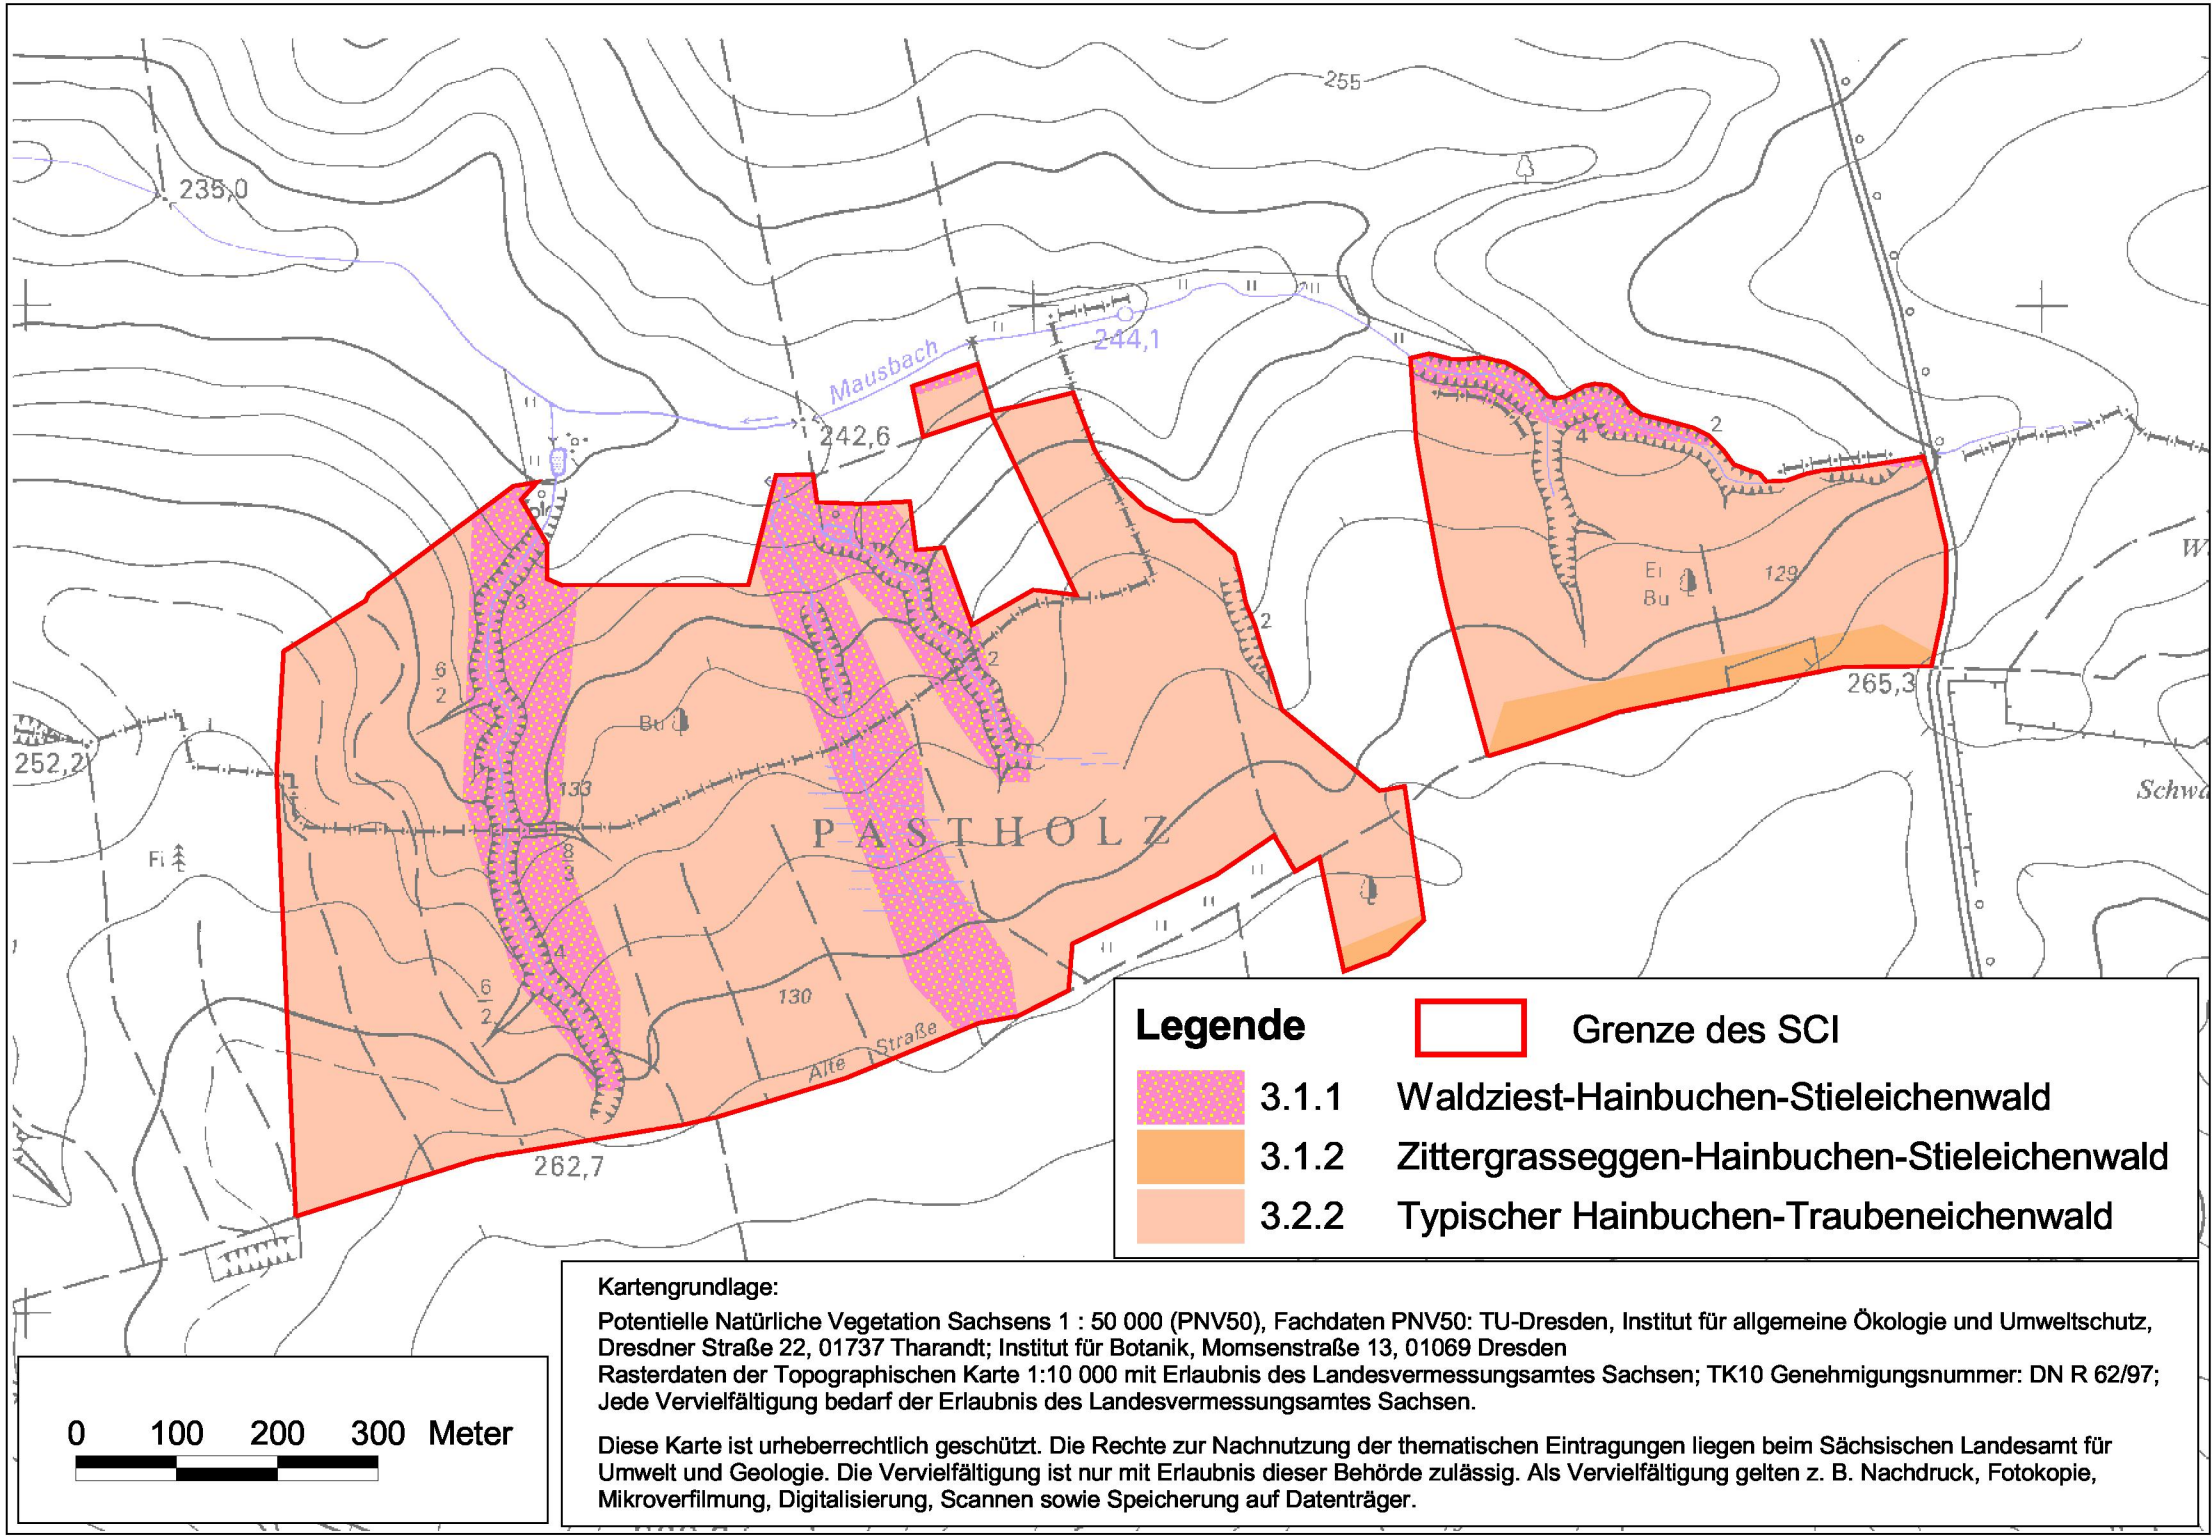 255
235,0
244,1
Mausbach
242,6
2
4
3
2
2
Ei
Bu
129
W
6
2
Bu
265,3
252,2
133
Schwa
PASTHOLZ
Fi
8
3
4
6
2
130
Alte Straße
262,7
Legende
Grenze des SCI
3.1.1 Waldziest-Hainbuchen-Stieleichenwald
3.1.2 Zittergrasseggen-Hainbuchen-Stieleichenwald
3.2.2 Typischer Hainbuchen-Traubeneichenwald
Kartengrundlage:
Potentielle Natürliche Vegetation Sachsens 1 : 50 000 (PNV50), Fachdaten PNV50: TU-Dresden, Institut für allgemeine Ökologie und Umweltschutz,
Dresdner Straße 22, 01737 Tharandt; Institut für Botanik, Momsenstraße 13, 01069 Dresden
Rasterdaten der Topographischen Karte 1:10 000 mit Erlaubnis des Landesvermessungsamtes Sachsen; TK10 Genehmigungsnummer: DN R 62/97;
Jede Vervielfältigung bedarf der Erlaubnis des Landesvermessungsamtes Sachsen.
Diese Karte ist urheberrechtlich geschützt. Die Rechte zur Nachnutzung der thematischen Eintragungen liegen beim Sächsischen Landesamt für
Umwelt und Geologie. Die Vervielfältigung ist nur mit Erlaubnis dieser Behörde zulässig. Als Vervielfältigung gelten z. B. Nachdruck, Fotokopie,
Mikroverfilmung, Digitalisierung, Scannen sowie Speicherung auf Datenträger.
0 100 200 300 Meter